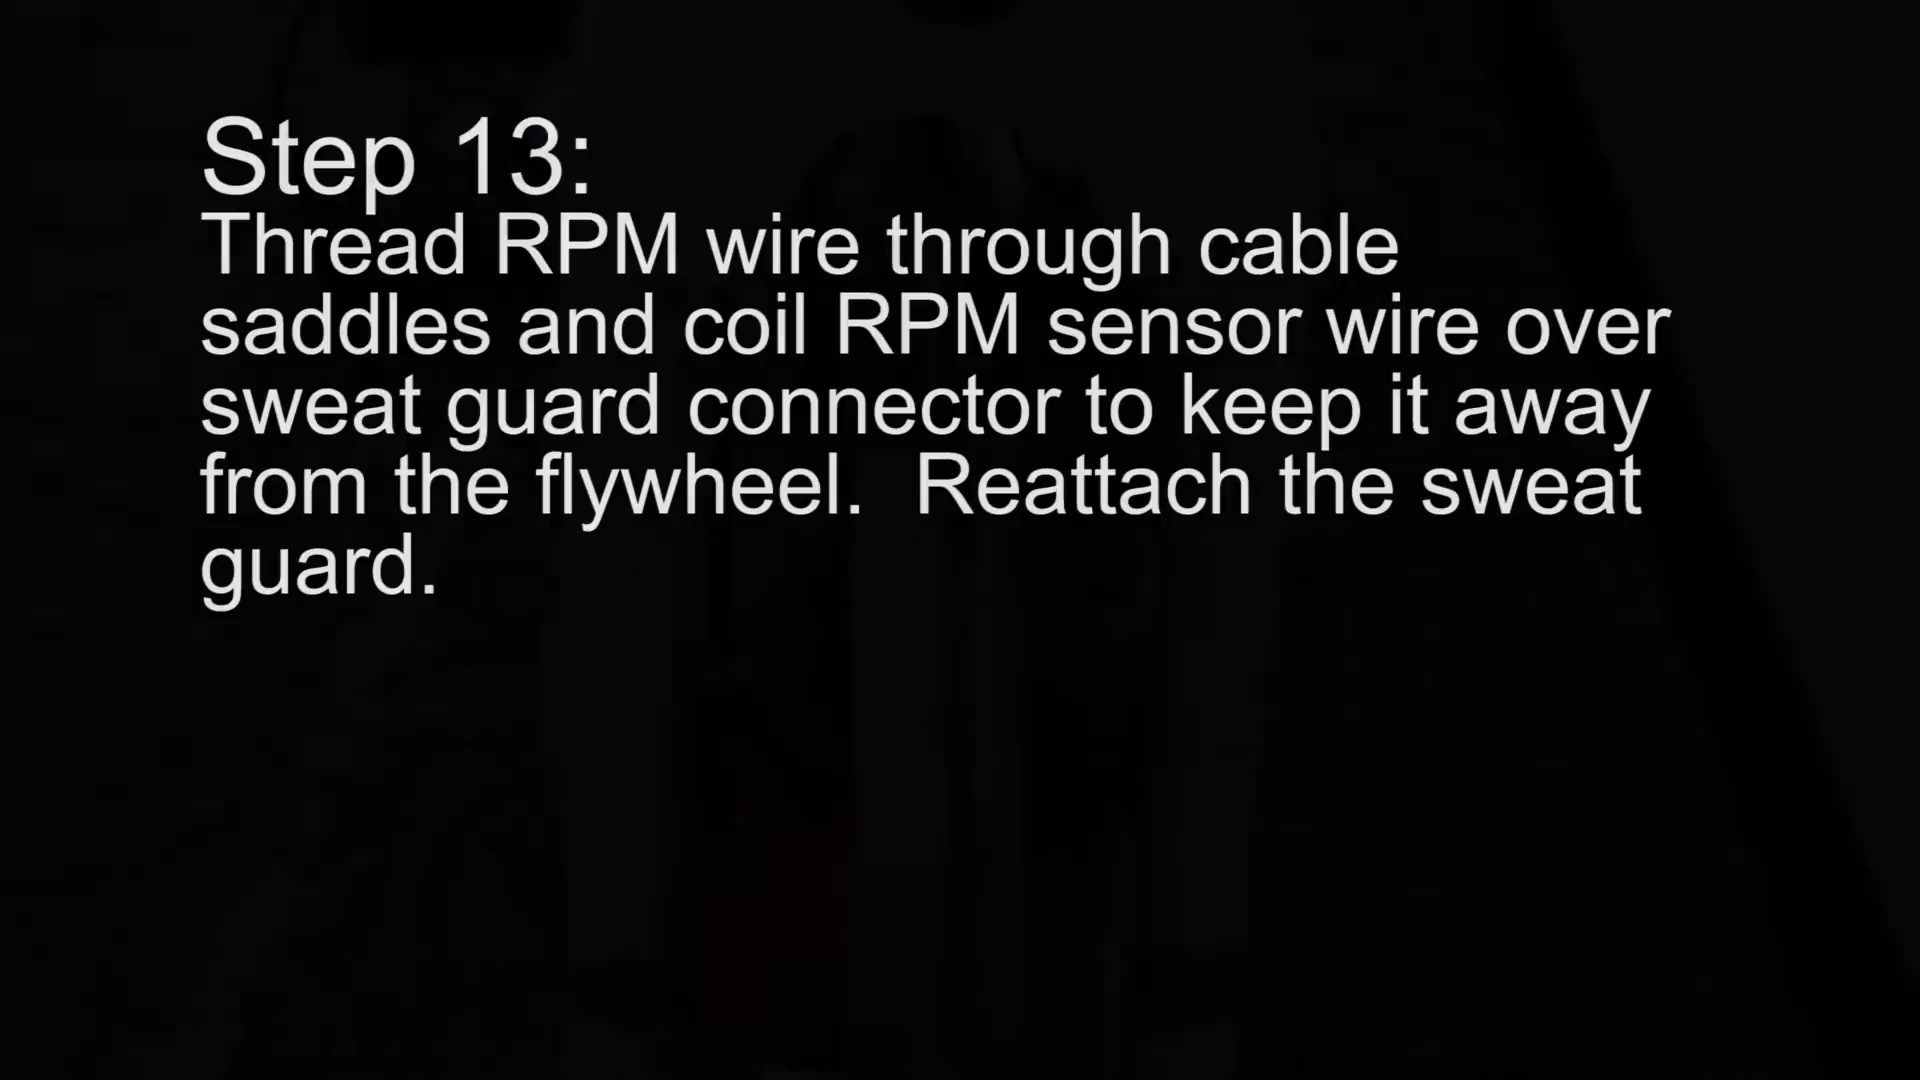 Step 13:
Thread RPM wire through cable
saddles and coil RPM sensor wire over
sweat guard connector to keep it away
from the flywheel.  Reattach the sweat
guard.